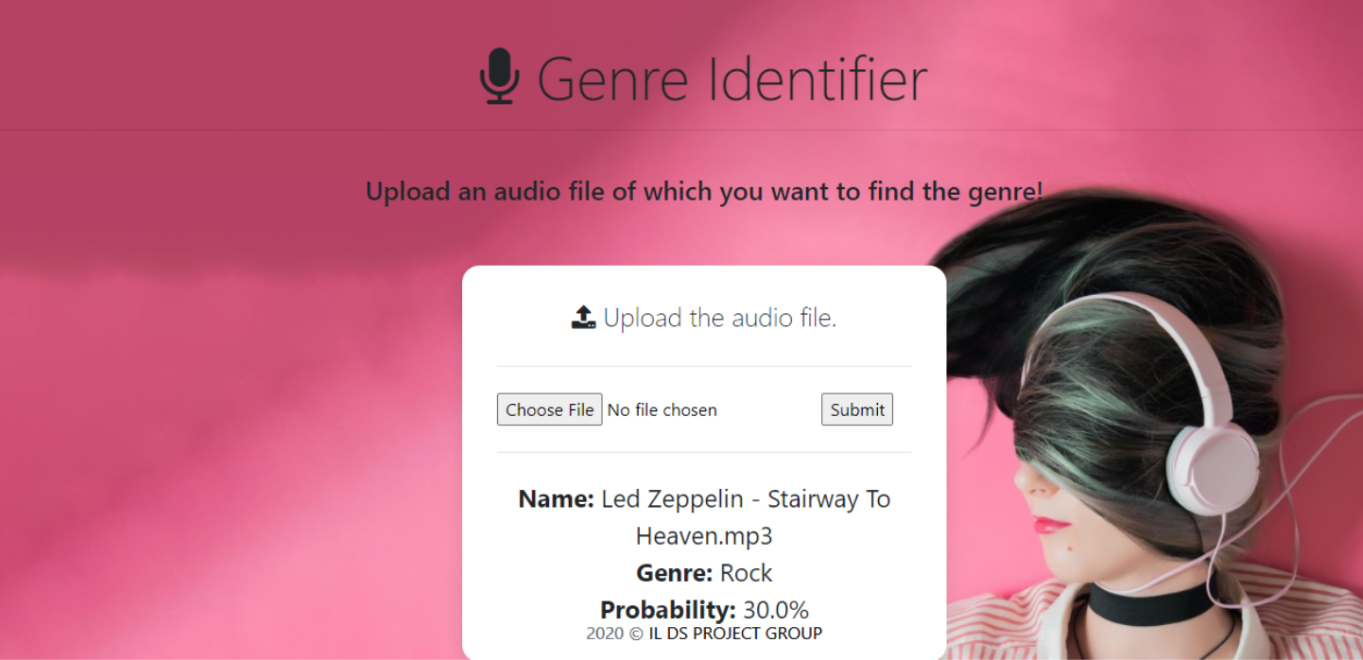 Genre Identifier
Upload an audio file of which you want to find the genre!
Upload the audio file.
Choose File No file chosen Submit
Name: Led Zeppelin - Stairway To
Heaven.mp3
Genre: Rock
Probability: 30.0%
2020 © IL DS PROJECT GROUP